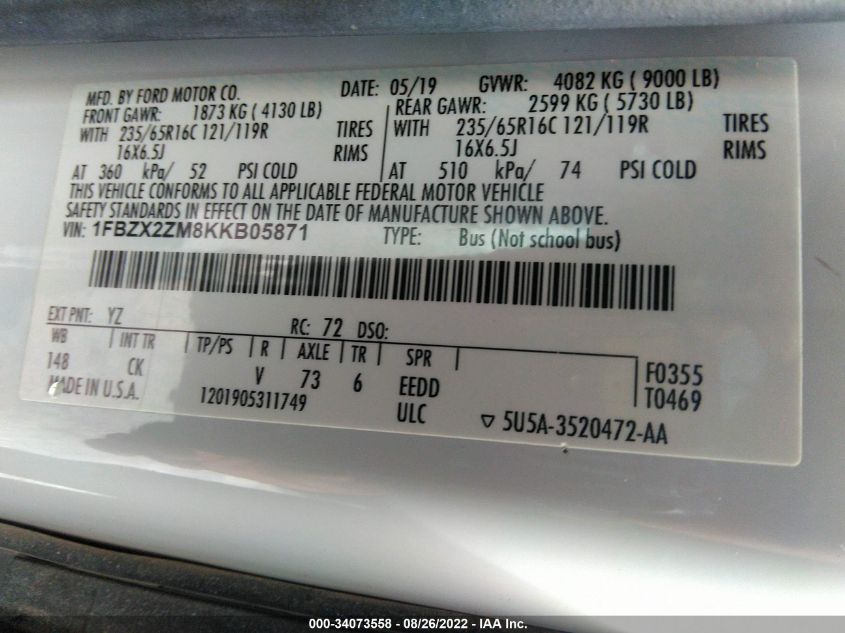 MFD. BY FORD MOTOR CO. DATE: 05/19 GVWR: 4082 KG ( 9000 LB)
FRONT GAWR: 1873 KG ( 4130 LB) REAR GAWR: 2599 KG ( 5730 LB)
WITH 235/65R16C 121/119R TIRES WITH 235/65R16C 121/119R TIRES
16X6.5J RIMS 16X6.5J RIMS
AT 360 kPa/ 52 PSI COLD AT 510 kPa/ 74 PSI COLD
THIS VEHICLE CONFORMS TO ALL APPLICABLE FEDERAL MOTOR VEHICLE
SAFETY STANDARDS IN EFFECT ON THE DATE OF MANUFACTURE SHOWN ABOVE.
VIN: 1FBZX2ZM8KKB05871 TYPE: Bus (Not school bus)
EXT PNT: YZ RC: 72 DSO:
WB INT TR TP/PS R AXLE TR SPR
148 CK V 73 6 EEDD F0355
MADE IN U.S.A. 1201905311749 ULC T0469
5U5A-3520472-AA
000-34073558 - 08/26/2022 - IAA Inc.